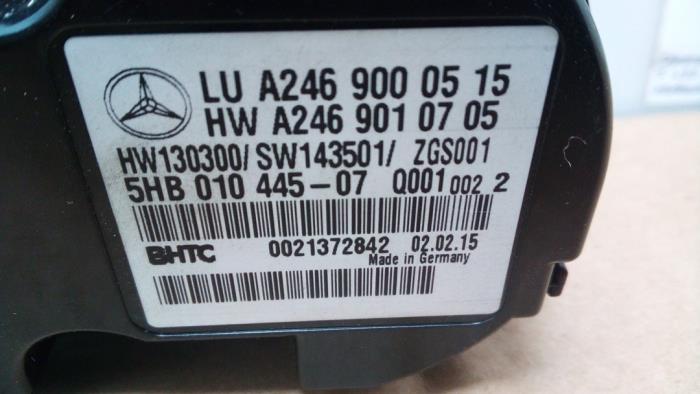 LU A246 900 05 15
HW A246 901 07 05
HW130300/ SW143501/ ZGS001
5HB 010 445-07 Q001 002 2
BHTC 0021372842 02.02.15
Made in Germany